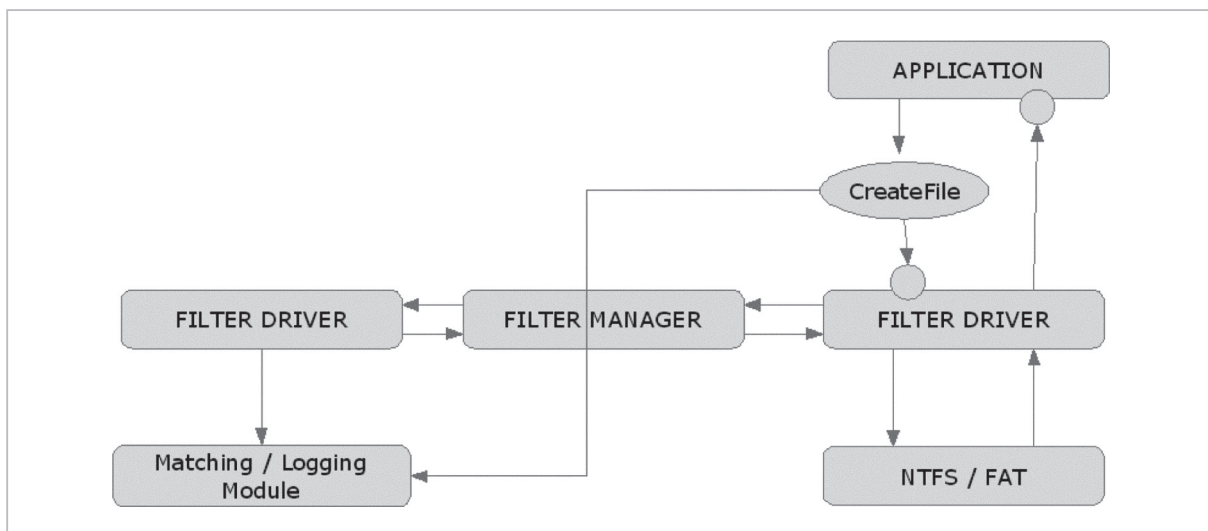 APPLICATION
CreateFile
FILTER DRIVER
FILTER MANAGER
FILTER DRIVER
Matching / Logging
Module
NTFS / FAT